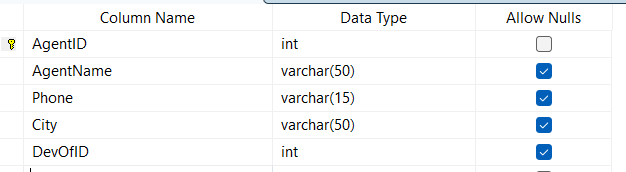 Column Name Data Type Allow Nulls
AgentID int
AgentName varchar(50)
Phone varchar(15)
City varchar(50)
DevOfID int